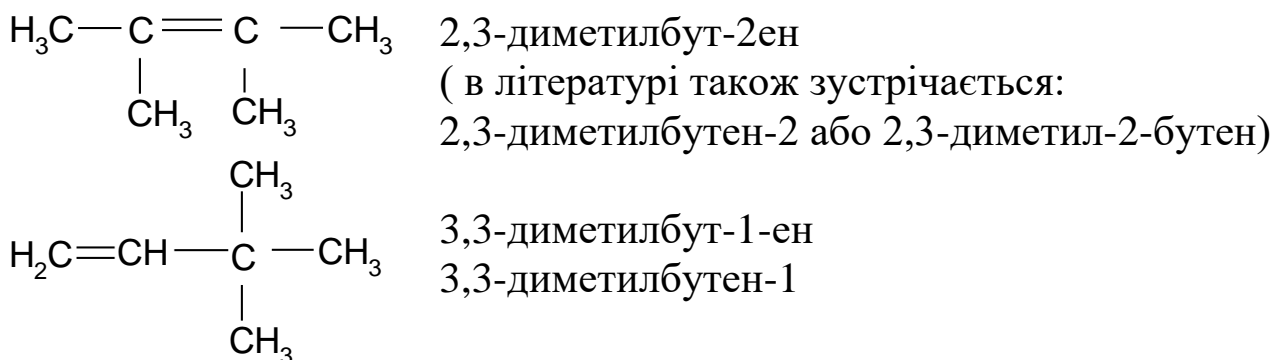 H₃C—C=C—CH₃ 2,3-диметилбут-2ен
( в літературі також зустрічається:
CH₃ CH₃
2,3-диметилбутен-2 або 2,3-диметил-2-бутен)
CH₃
3,3-диметилбут-1-ен
H₂C=CH—C—CH₃
3,3-диметилбутен-1
CH₃